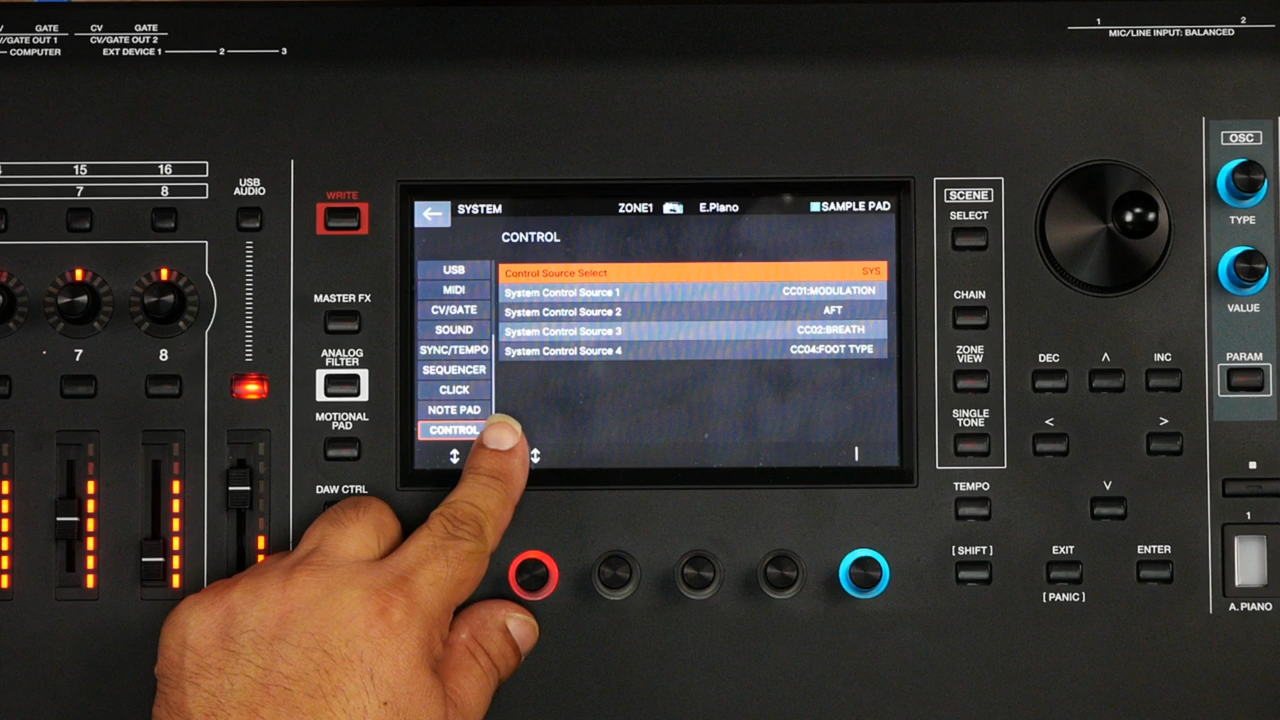 GATE CV GATE
V/GATE OUT 1 CV/GATE OUT 2
COMPUTER EXT DEVICE 1 2 3
1 2
MIC/LINE INPUT: BALANCED
15 16
7 8
USB
AUDIO
7 8
WRITE
MASTER FX
ANALOG
FILTER
MOTIONAL
PAD
DAW CTRL
SYSTEM ZONE1 E.Piano SAMPLE PAD
CONTROL
USB
MIDI
CV/GATE
SOUND
SYNC/TEMPO
SEQUENCER
CLICK
NOTE PAD
CONTROL
Control Source Select SYS
System Control Source 1 CC01:MODULATION
System Control Source 2 AFT
System Control Source 3 CC02:BREATH
System Control Source 4 CC04:FOOT TYPE
SCENE
SELECT
CHAIN
ZONE
VIEW
SINGLE
TONE
TEMPO
[ SHIFT ]
DEC INC
EXIT
[ PANIC ]
ENTER
OSC
TYPE
VALUE
PARAM
1
A. PIANO